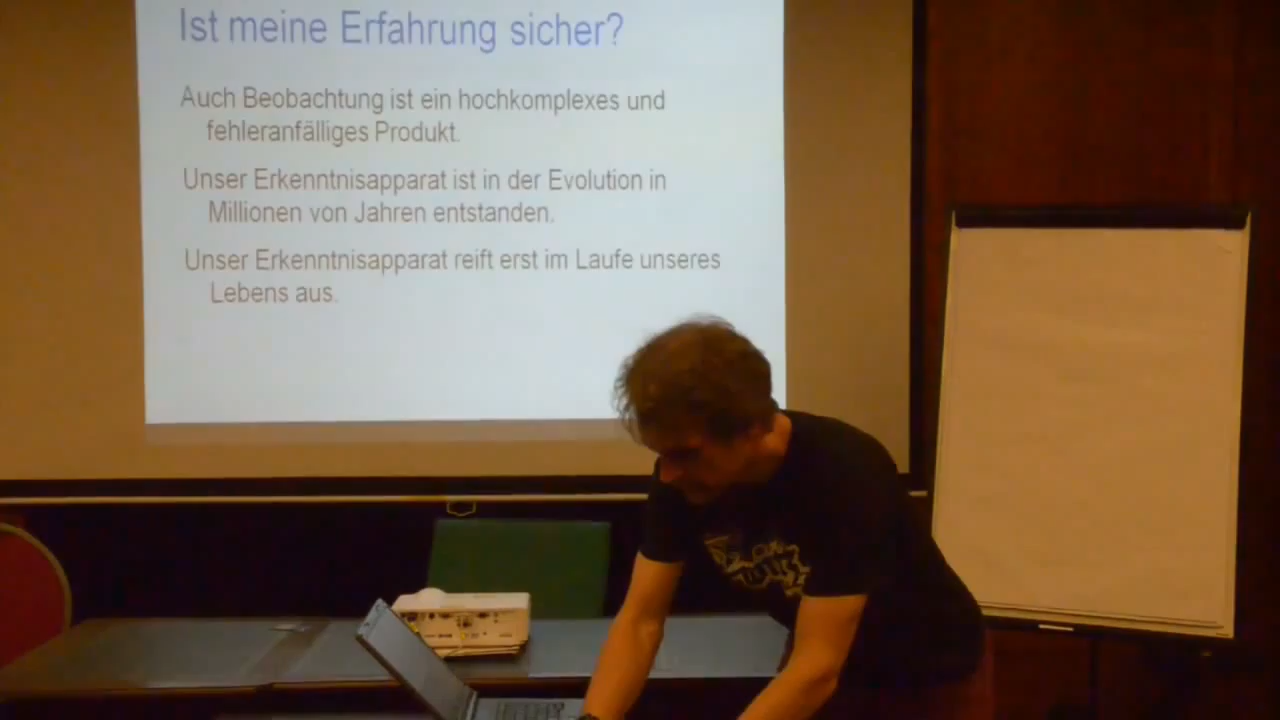 Ist meine Erfahrung sicher?
Auch Beobachtung ist ein hochkomplexes und
fehleranfälliges Produkt.
Unser Erkenntnisapparat ist in der Evolution in
Millionen von Jahren entstanden.
Unser Erkenntnisapparat reift erst im Laufe unseres
Lebens aus.